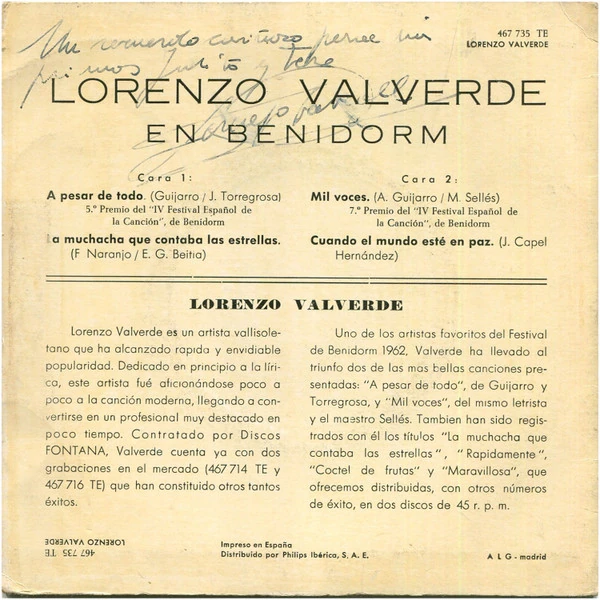 467 735 TE
LORENZO VALVERDE
Un recuerdo cariñoso
primos y
LORENZO VALVERDE
EN BENIDORM
Cara 1:
A pesar de todo. (Guijarro / J. Torregrosa)
5.º Premio del "IV Festival Español de
la Canción", de Benidorm
La muchacha que contaba las estrellas.
(F Naranjo / E. G. Beitia)
Cara 2:
Mil voces. (A. Guijarro / M. Sellés)
7.º Premio del "IV Festival Español de
la Canción", de Benidorm
Cuando el mundo esté en paz. (J. Capel
Hernández)
LORENZO VALVERDE
Lorenzo Valverde es un artista vallisole-
tano que ha alcanzado rapida y envidiable
popularidad. Dedicado en principio a la líri-
ca, este artista fué aficionándose poco a
poco a la canción moderna, llegando a con-
vertirse en un profesional muy destacado en
poco tiempo. Contratado por Discos
FONTANA, Valverde cuenta ya con dos
grabaciones en el mercado (467 714 TE y
467 716 TE) que han constituido otros tantos
éxitos.
Uno de los artistas favoritos del Festival
de Benidorm 1962, Valverde ha llevado al
triunfo dos de las mas bellas canciones pre-
sentadas: "A pesar de todo", de Guijarro y
Torregrosa, y "Mil voces", del mismo letrista
y el maestro Sellés. Tambien han sido regis-
trados con él los títulos "La muchacha que
contaba las estrellas", "Rapidamente",
"Coctel de frutas" y "Maravillosa", que
ofrecemos distribuidas, con otros números
de éxito, en dos discos de 45 r. p. m.
467 735 TE
LORENZO VALVERDE
Impreso en España
Distribuído por Philips Ibérica, S. A. E.
A L G - madrid